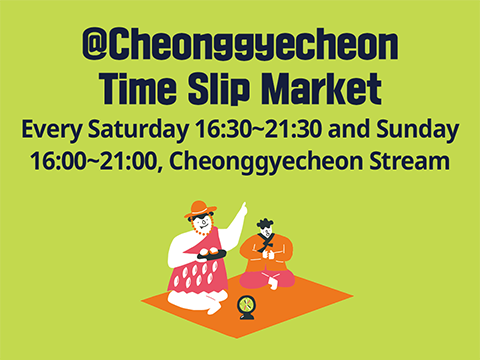 @Cheonggyecheon
Time Slip Market
Every Saturday 16:30~21:30 and Sunday
16:00~21:00, Cheonggyecheon Stream